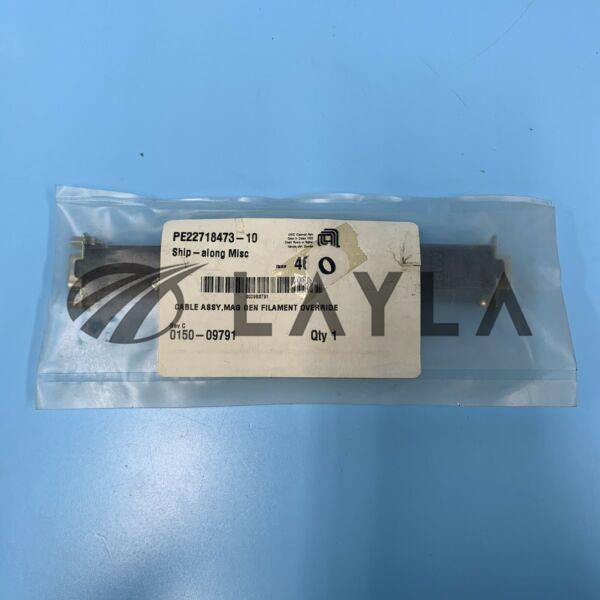 PE22718473-10
Ship-along Misc
CABLE ASSY,MAG GEN FILAMENT OVERRIDE
Rev C
0150-09791
Qty 1
LAYLA